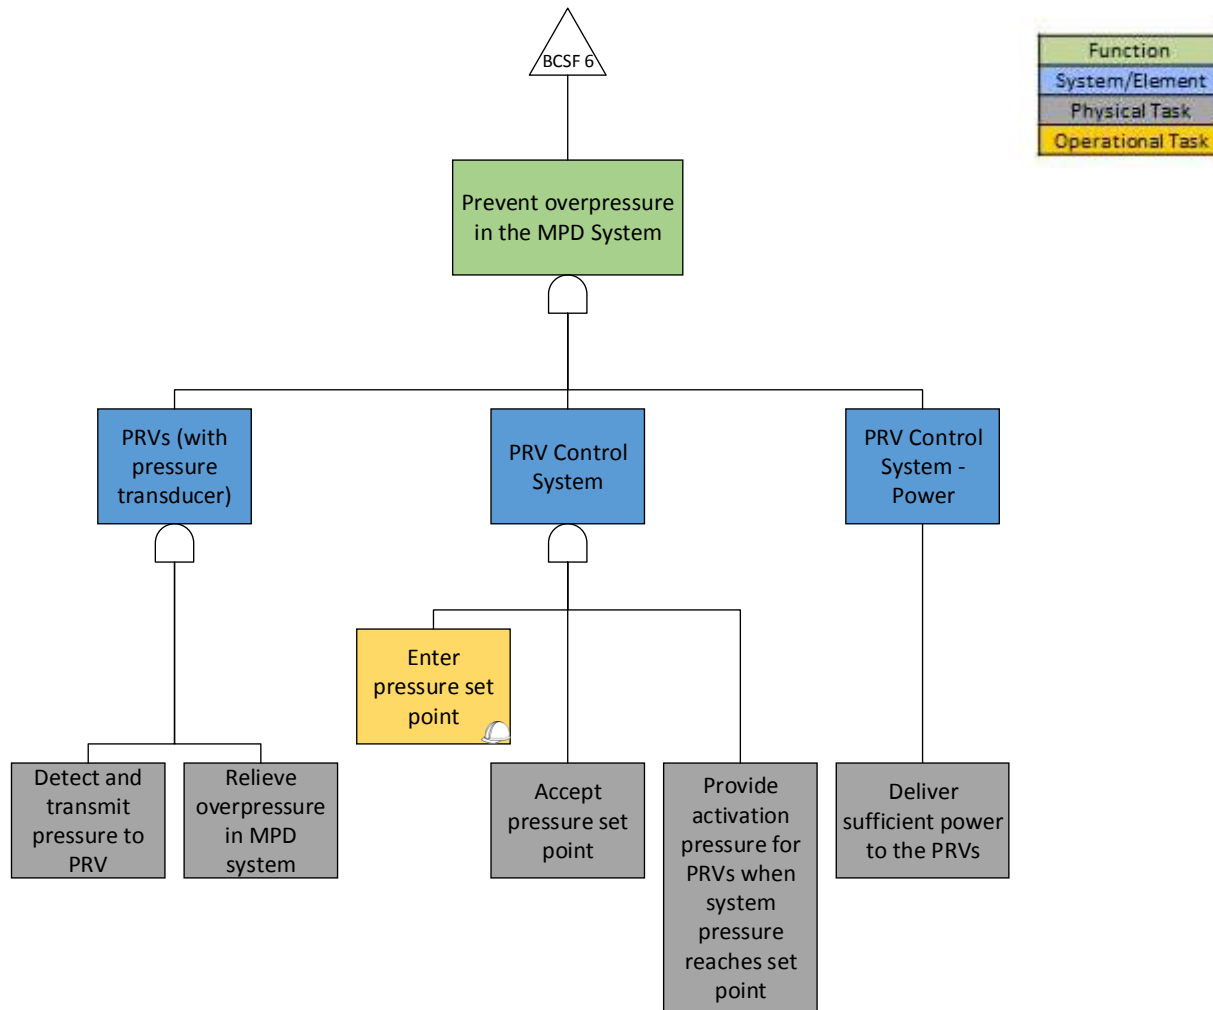 BCSF 6
Function
System/Element
Physical Task
Operational Task
Prevent overpressure
in the MPD System
PRVs (with
pressure
transducer)
PRV Control
System
PRV Control
System -
Power
Enter
pressure set
point
Detect and
transmit
pressure to
PRV
Relieve
overpressure
in MPD
system
Accept
pressure set
point
Provide
activation
pressure for
PRVs when
system
pressure
reaches set
point
Deliver
sufficient power
to the PRVs